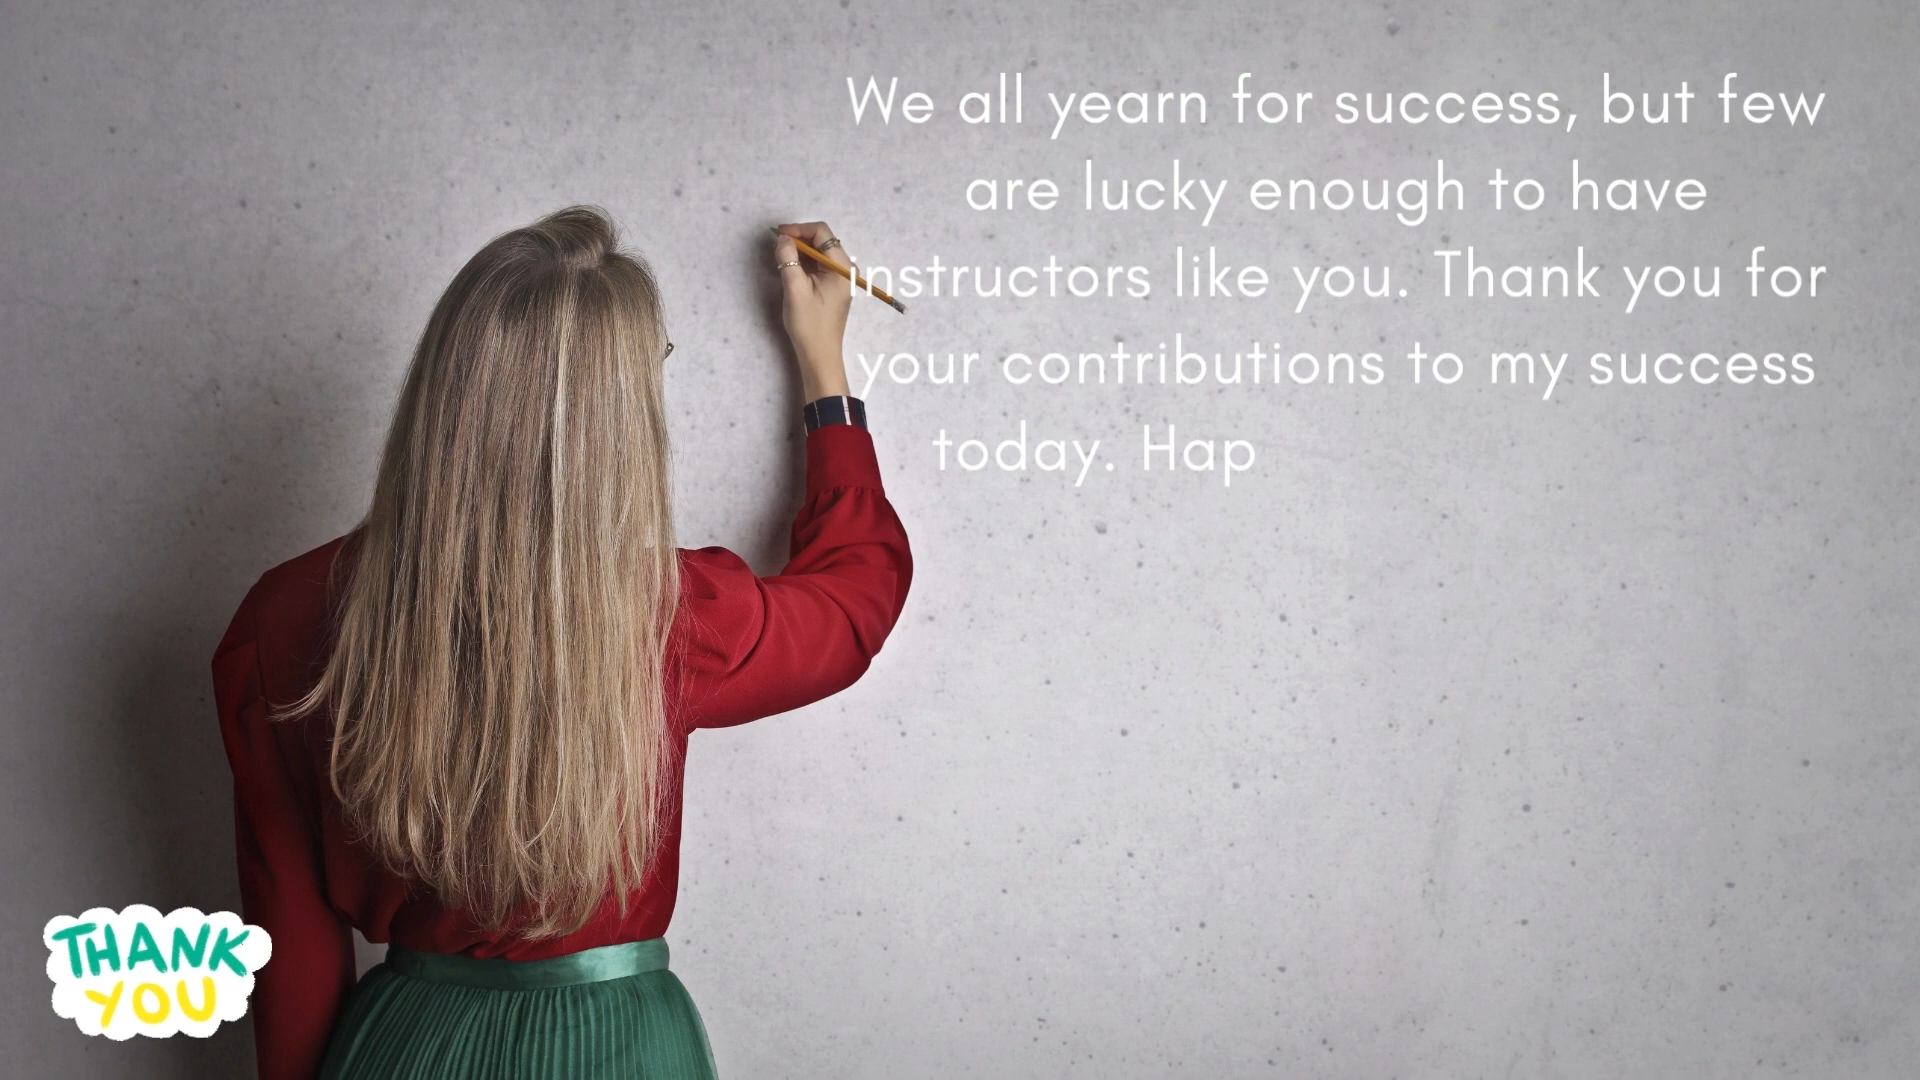 We all yearn for success, but few
are lucky enough to have
instructors like you. Thank you for
your contributions to my success
today. Hap
THANK
YOU